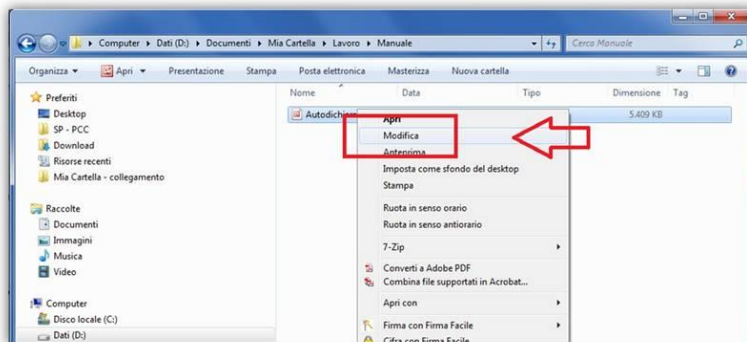 Computer ▸ Dati (D:) ▸ Documenti ▸ Mia Cartella ▸ Lavoro ▸ Manuale
Cerca Manuale
Organizza
Apri
Presentazione
Stampa
Posta elettronica
Masterizza
Nuova cartella
Nome
Data
Tipo
Dimensione
Tag
Preferiti
Desktop
SP - PCC
Download
Risorse recenti
Mia Cartella - collegamento
Raccolte
Documenti
Immagini
Musica
Video
Computer
Disco locale (C:)
Dati (D:)
5.409 KB
Apri
Modifica
Anteprima
Imposta come sfondo del desktop
Stampa
Ruota in senso orario
Ruota in senso antiorario
7-Zip
Converti a Adobe PDF
Combina file supportati in Acrobat...
Apri con
Firma con Firma Facile
Cifra con Firma Facile